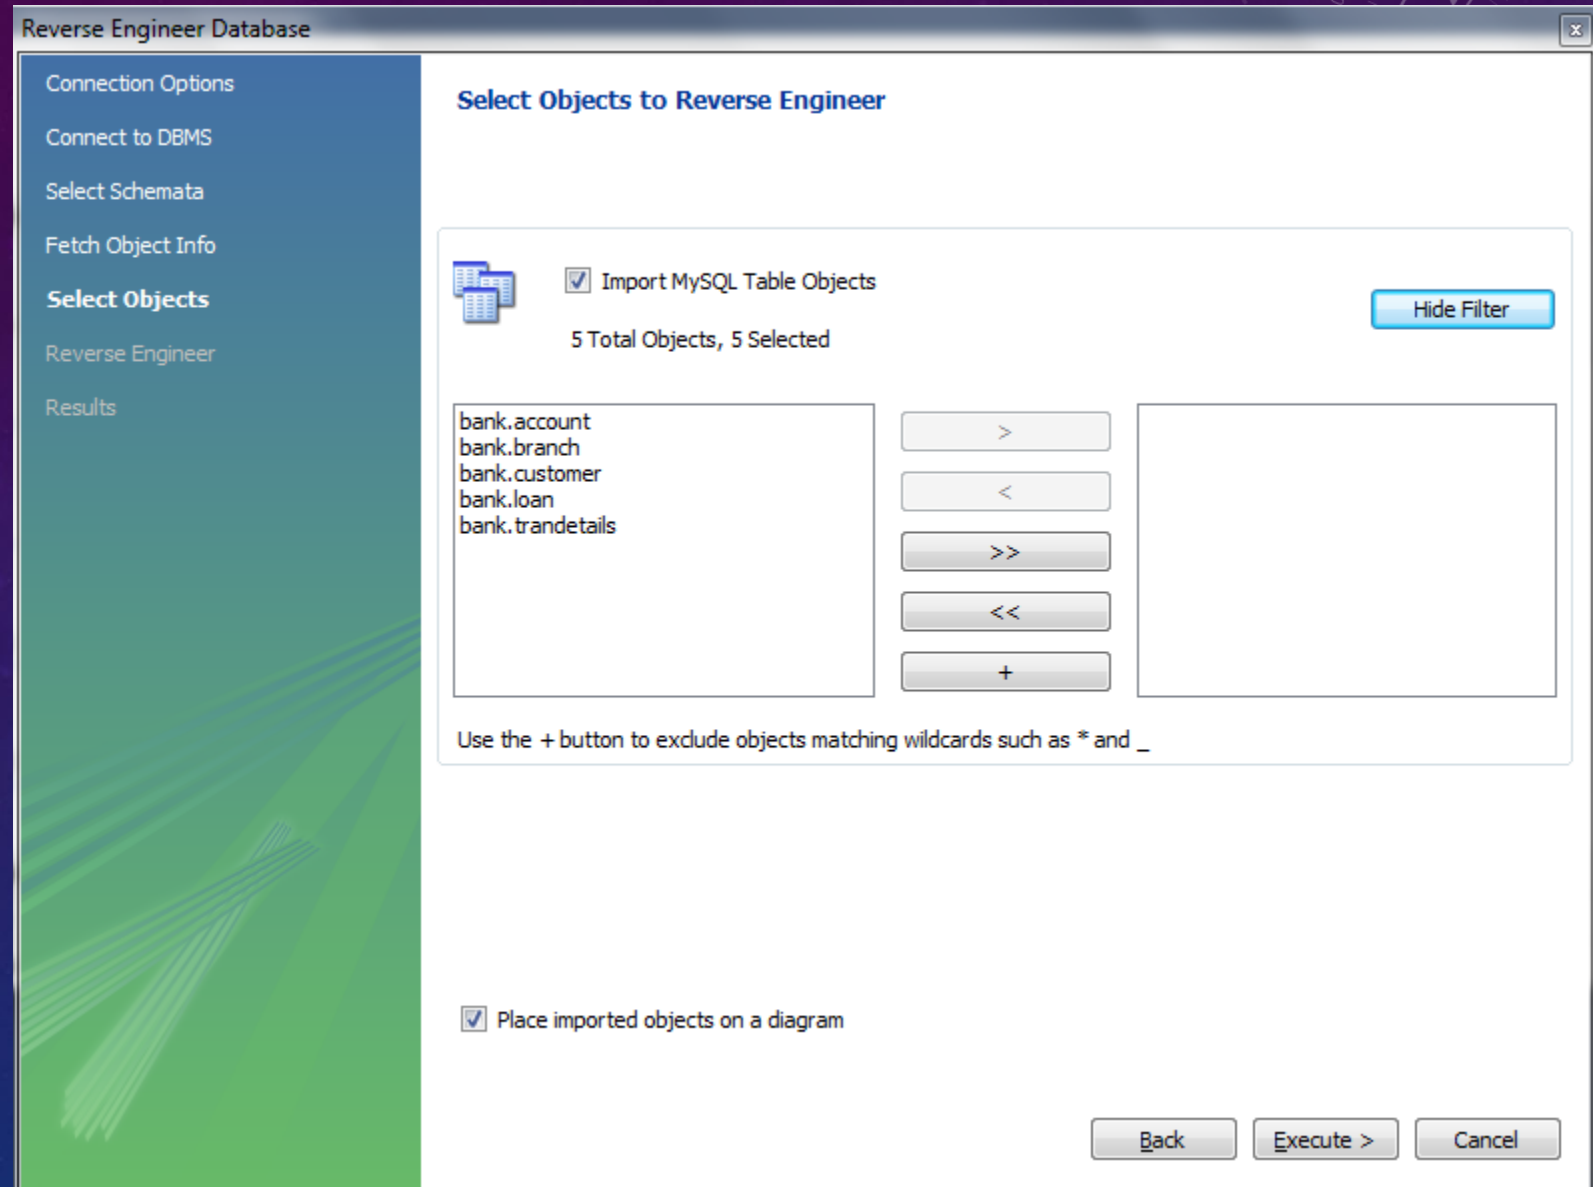 Reverse Engineer Database
x
Connection Options
Connect to DBMS
Select Schemata
Fetch Object Info
Select Objects
Reverse Engineer
Results
Select Objects to Reverse Engineer
Import MySQL Table Objects
Hide Filter
5 Total Objects, 5 Selected
bank.account
bank.branch
bank.customer
bank.loan
bank.trandetails
>
<
>>
<<
+
Use the + button to exclude objects matching wildcards such as * and _
Place imported objects on a diagram
Back
Execute >
Cancel